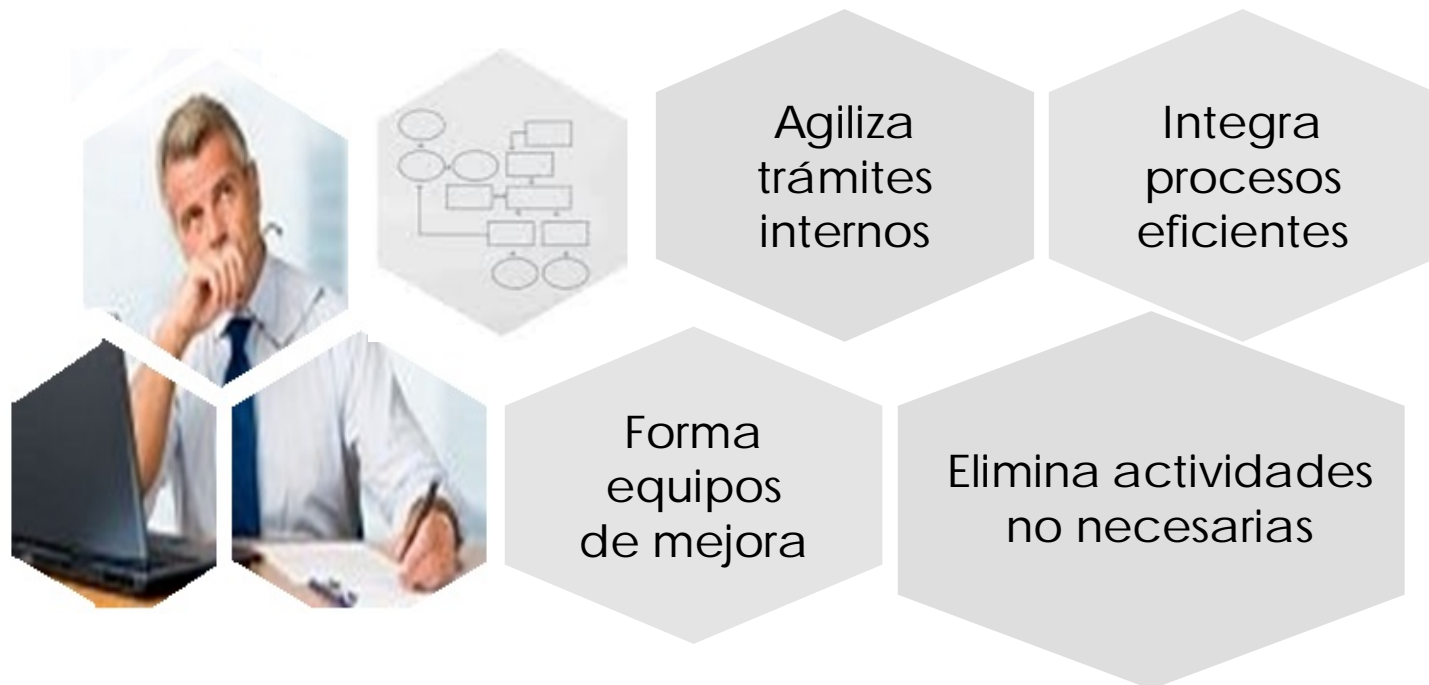 Agiliza
trámites
internos
Integra
procesos
eficientes
Forma
equipos
de mejora
Elimina actividades
no necesarias